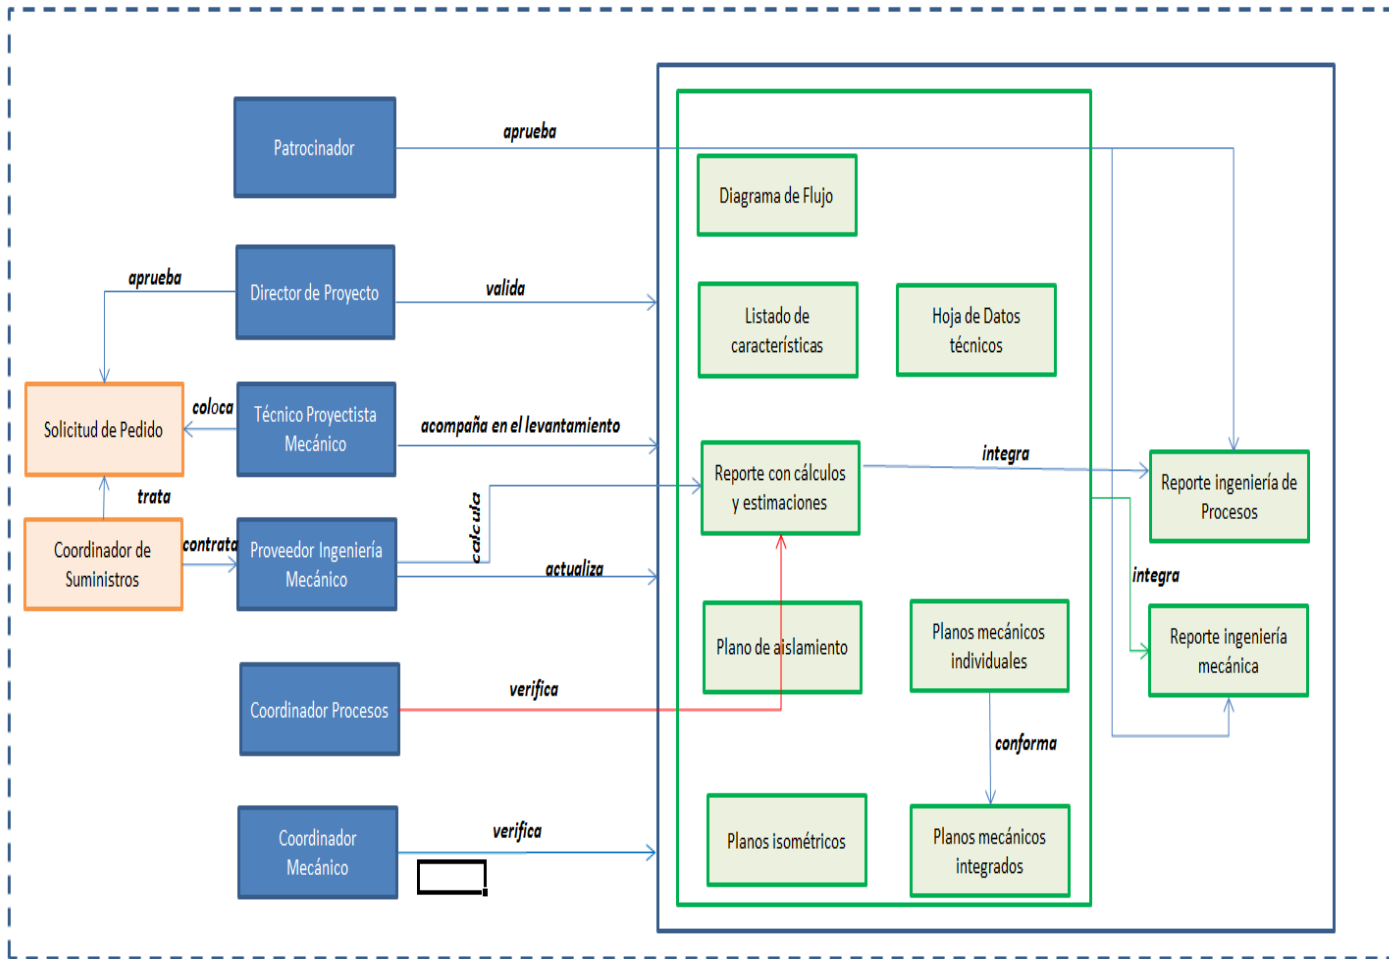 Patrocinador
aprueba
Diagrama de Flujo
aprueba
Director de Proyecto
valida
Listado de
características
Hoja de Datos
técnicos
Solicitud de Pedido
coloca
Técnico Proyectista
Mecánico
acompaña en el levantamiento
Reporte con cálculos
y estimaciones
integra
Reporte ingeniería de
Procesos
trata
calcula
Coordinador de
Suministros
contrata
Proveedor Ingeniería
Mecánico
actualiza
integra
Plano de aislamiento
Planos mecánicos
individuales
Reporte ingeniería
mecánica
Coordinador Procesos
verifica
conforma
Coordinador
Mecánico
verifica
Planos isométricos
Planos mecánicos
integrados